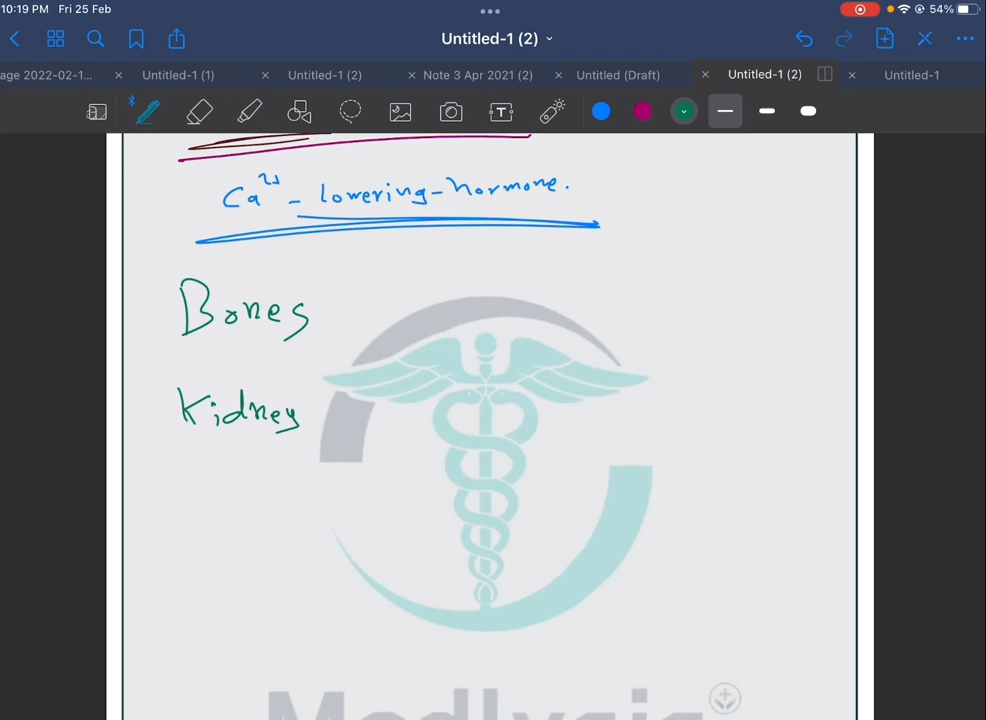 10:19 PM Fri 25 Feb
54%
Untitled-1 (2)
age 2022-02-1... Untitled-1 (1) Untitled-1 (2) Note 3 Apr 2021 (2) Untitled (Draft) Untitled-1 (2) Untitled-1
Ca²⁺ - lowering-hormone.
Bones
Kidney